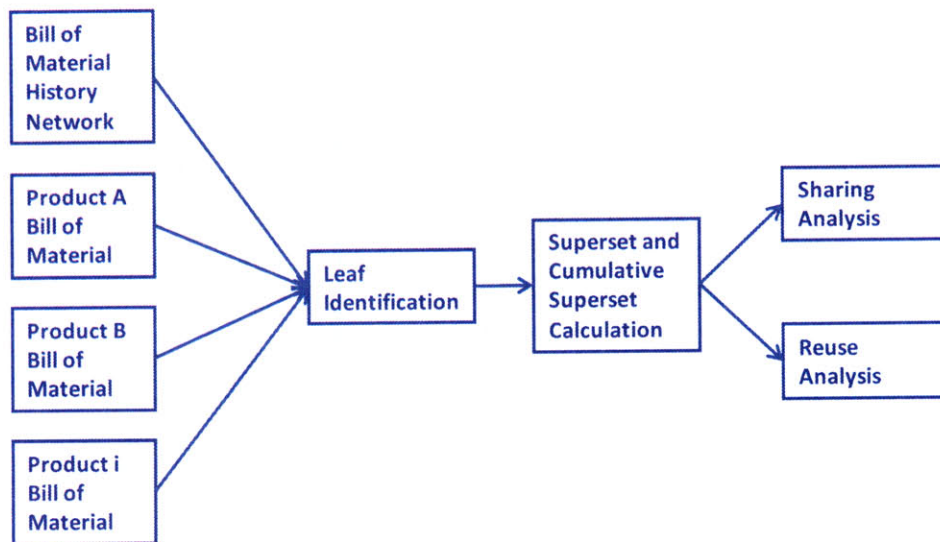 Bill of
Material
History
Network
Product A
Bill of
Material
Product B
Bill of
Material
Product i
Bill of
Material
Leaf
Identification
Superset and
Cumulative
Superset
Calculation
Sharing
Analysis
Reuse
Analysis